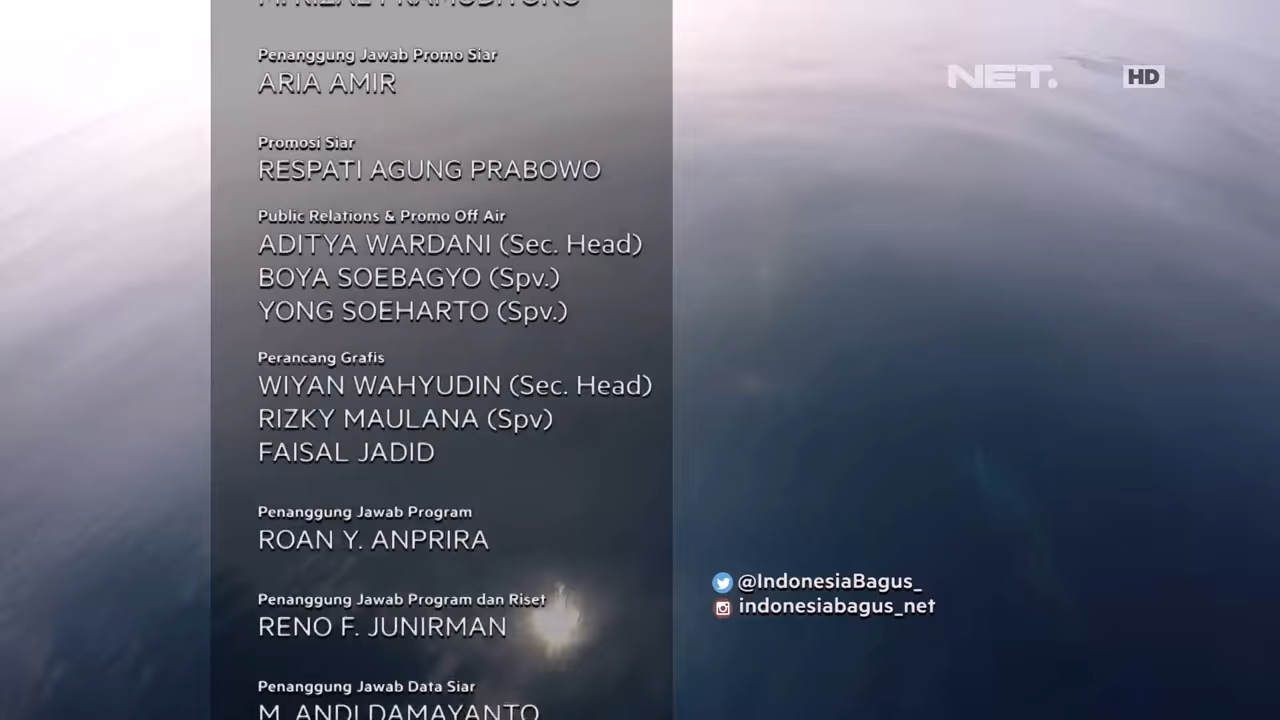 Penanggung Jawab Promo Siar
ARIA AMIR
Promosi Siar
RESPATI AGUNG PRABOWO
Public Relations & Promo Off Air
ADITYA WARDANI (Sec. Head)
BOYA SOEBAGYO (Spv.)
YONG SOEHARTO (Spv.)
Perancang Grafis
WIYAN WAHYUDIN (Sec. Head)
RIZKY MAULANA (Spv)
FAISAL JADID
Penanggung Jawab Program
ROAN Y. ANPRIRA
Penanggung Jawab Program dan Riset
RENO F. JUNIRMAN
Penanggung Jawab Data Siar
M. ANDI DAMAYANTO
NET. HD
@IndonesiaBagus_
indonesiabagus_net